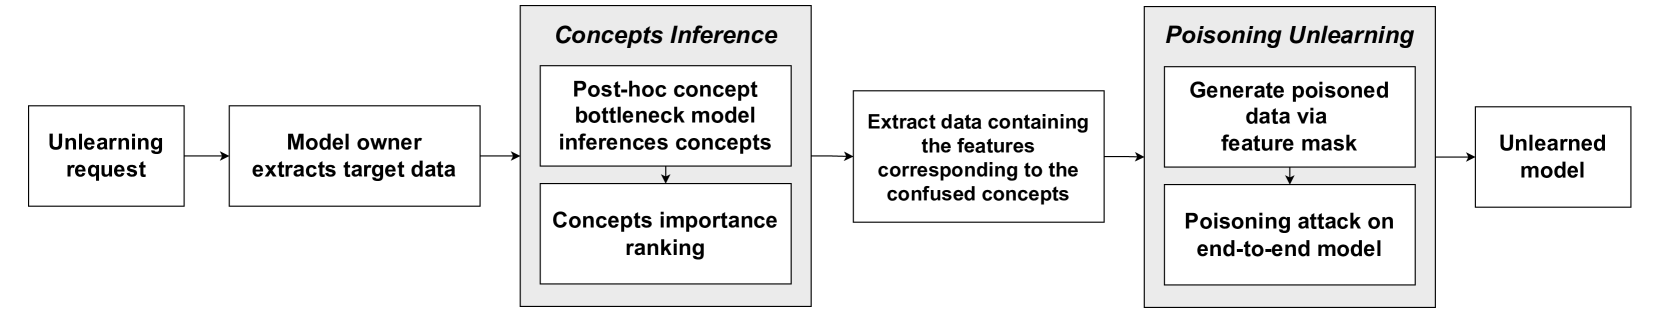 Unlearning
request
Model owner
extracts target data
Concepts Inference
Post-hoc concept
bottleneck model
inferences concepts
Concepts importance
ranking
Extract data containing
the features
corresponding to the
confused concepts
Poisoning Unlearning
Generate poisoned
data via
feature mask
Poisoning attack on
end-to-end model
Unlearned
model